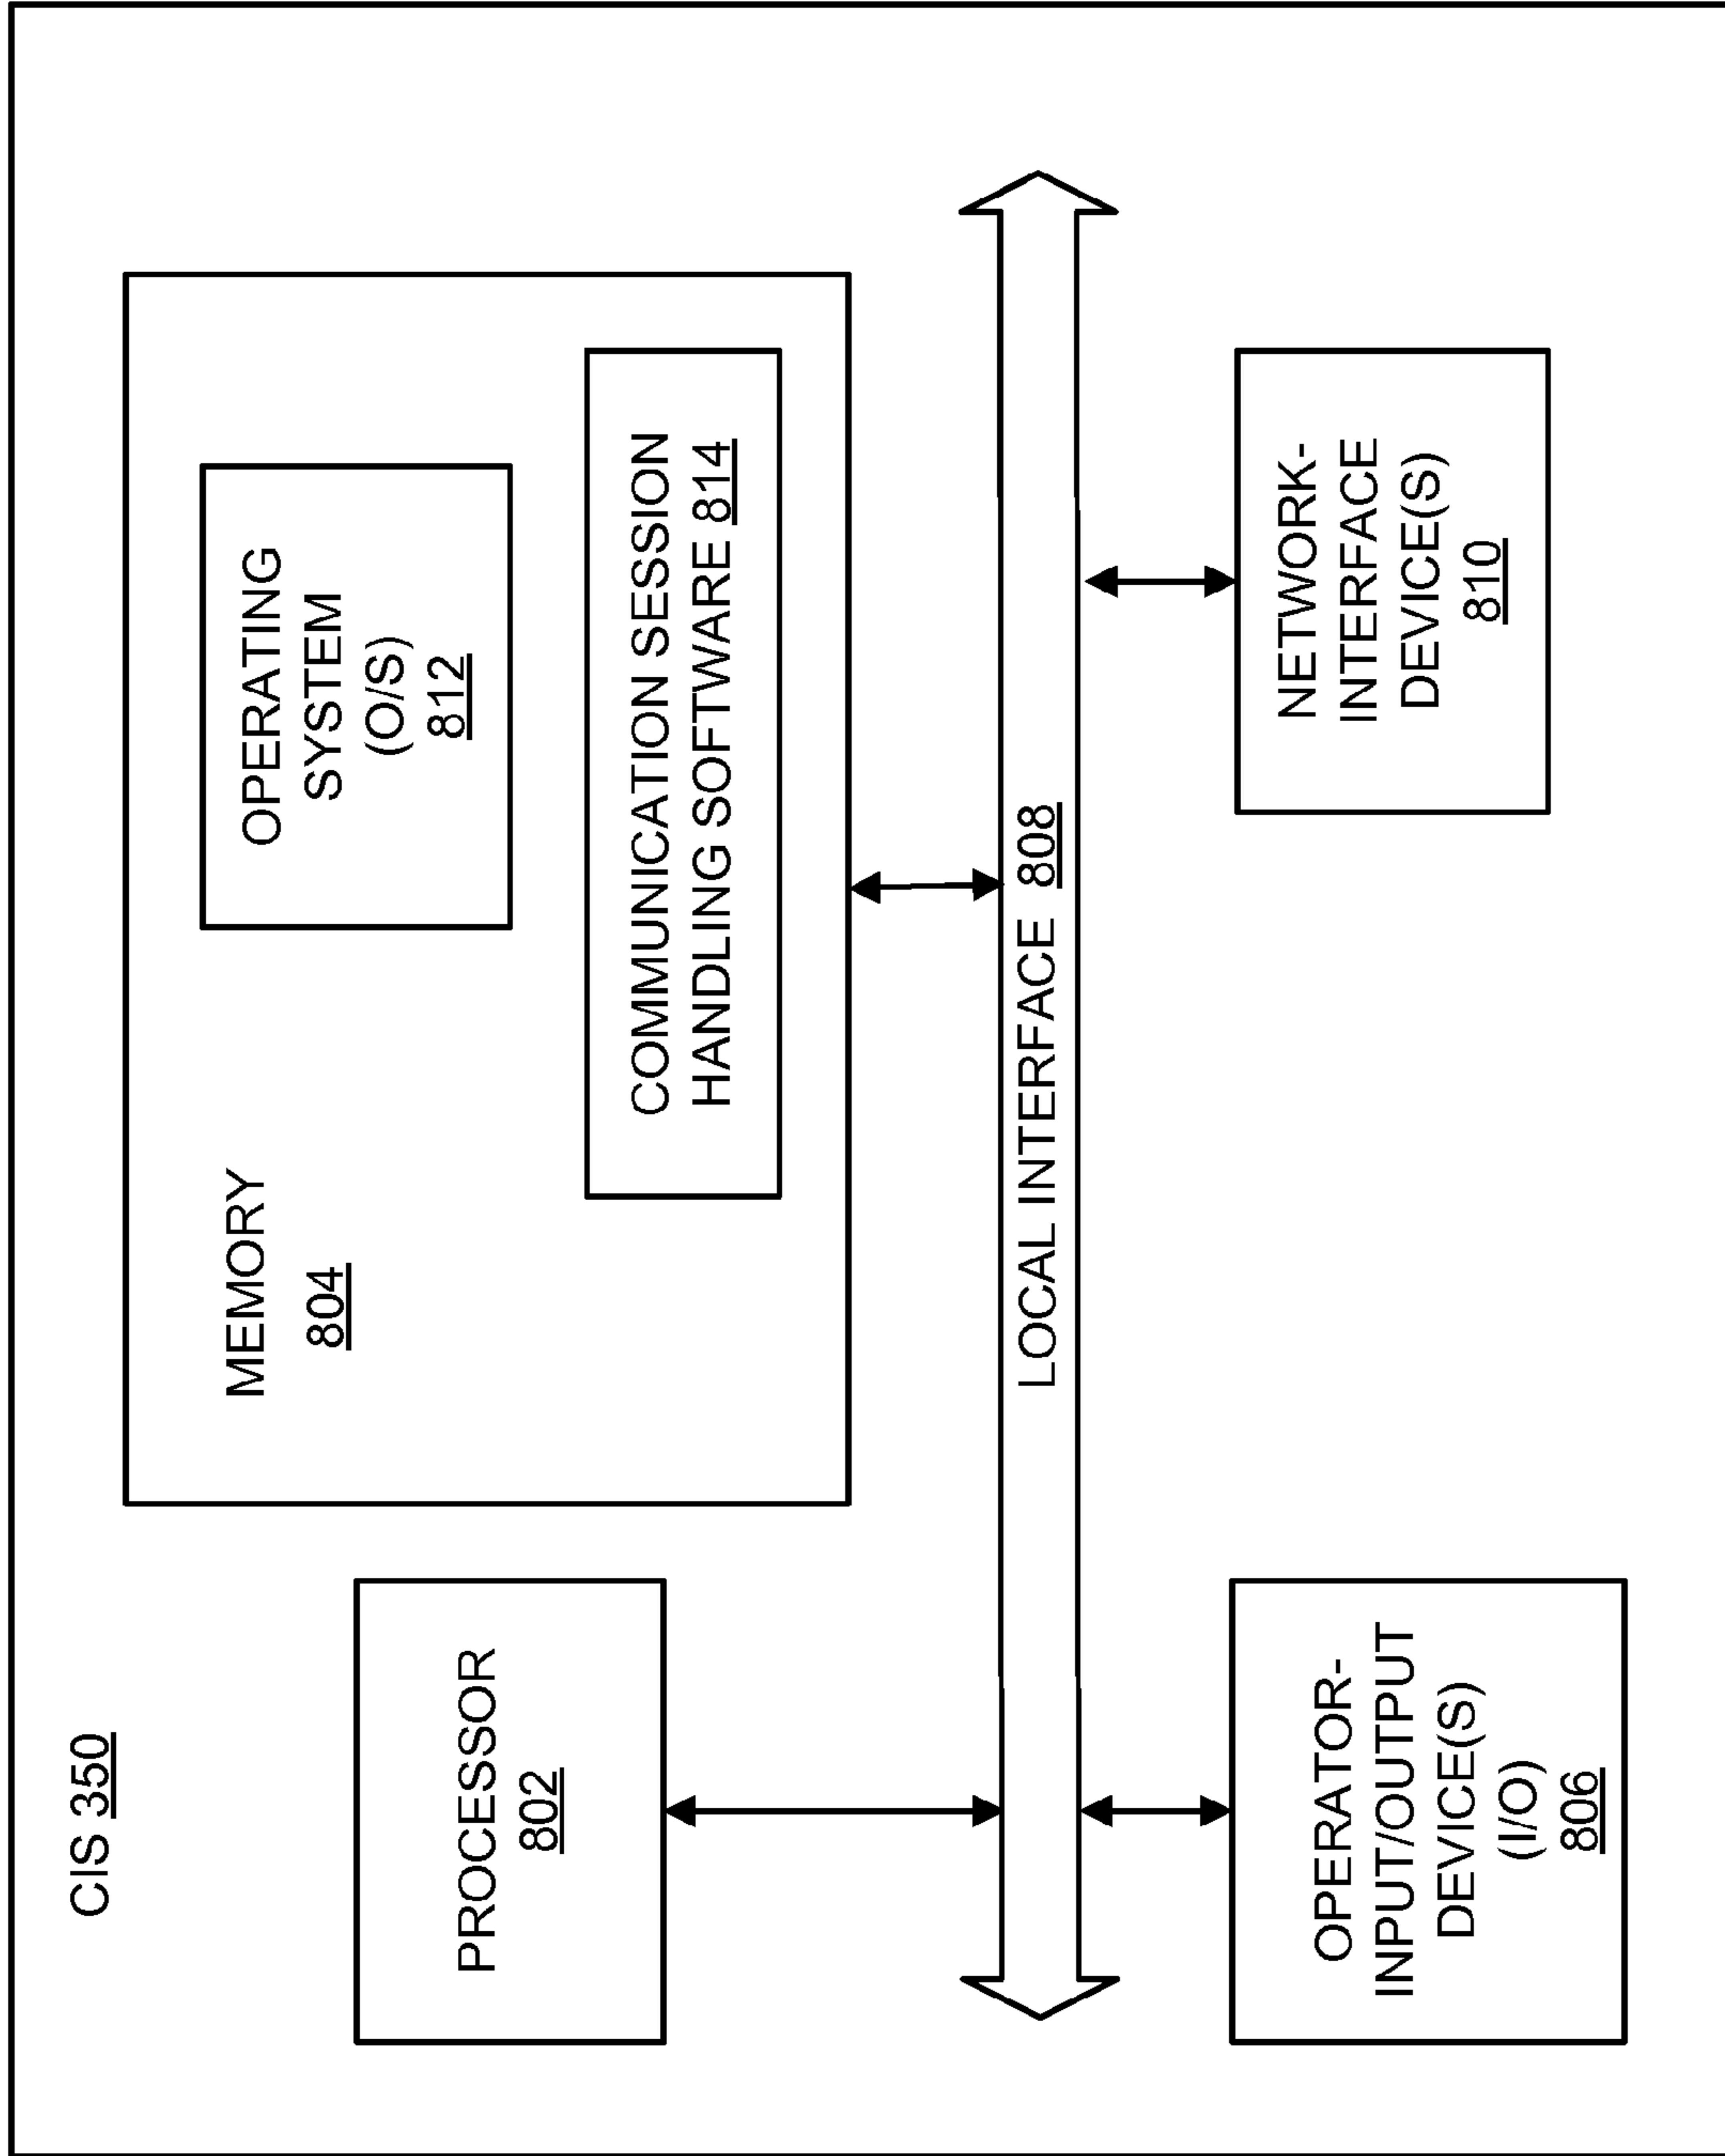 CIS 350
PROCESSOR
802
MEMORY
804
OPERATING
SYSTEM
(O/S)
812
COMMUNICATION SESSION
HANDLING SOFTWARE 814
LOCAL INTERFACE 808
OPERATOR-
INPUT/OUTPUT
DEVICE(S)
(I/O)
806
NETWORK-
INTERFACE
DEVICE(S)
810